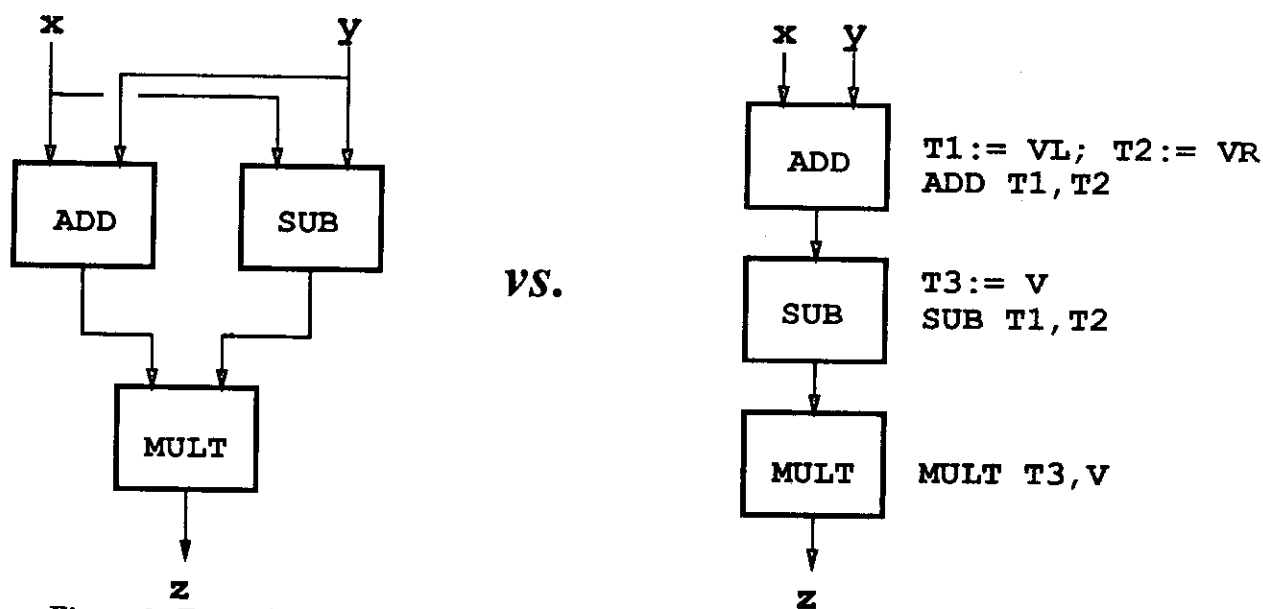 x
y
ADD
SUB
MULT
z
vs.
x
y
ADD
T1:= VL; T2:= VR
ADD T1,T2
SUB
T3:= V
SUB T1,T2
MULT
MULT T3,V
z